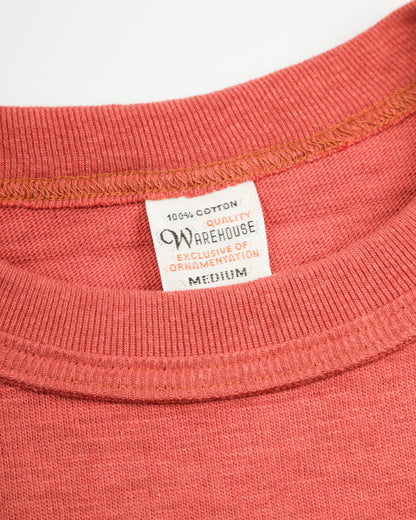 100% COTTON
QUALITY
WAREHOUSE
EXCLUSIVE OF
ORNAMENTATION
MEDIUM